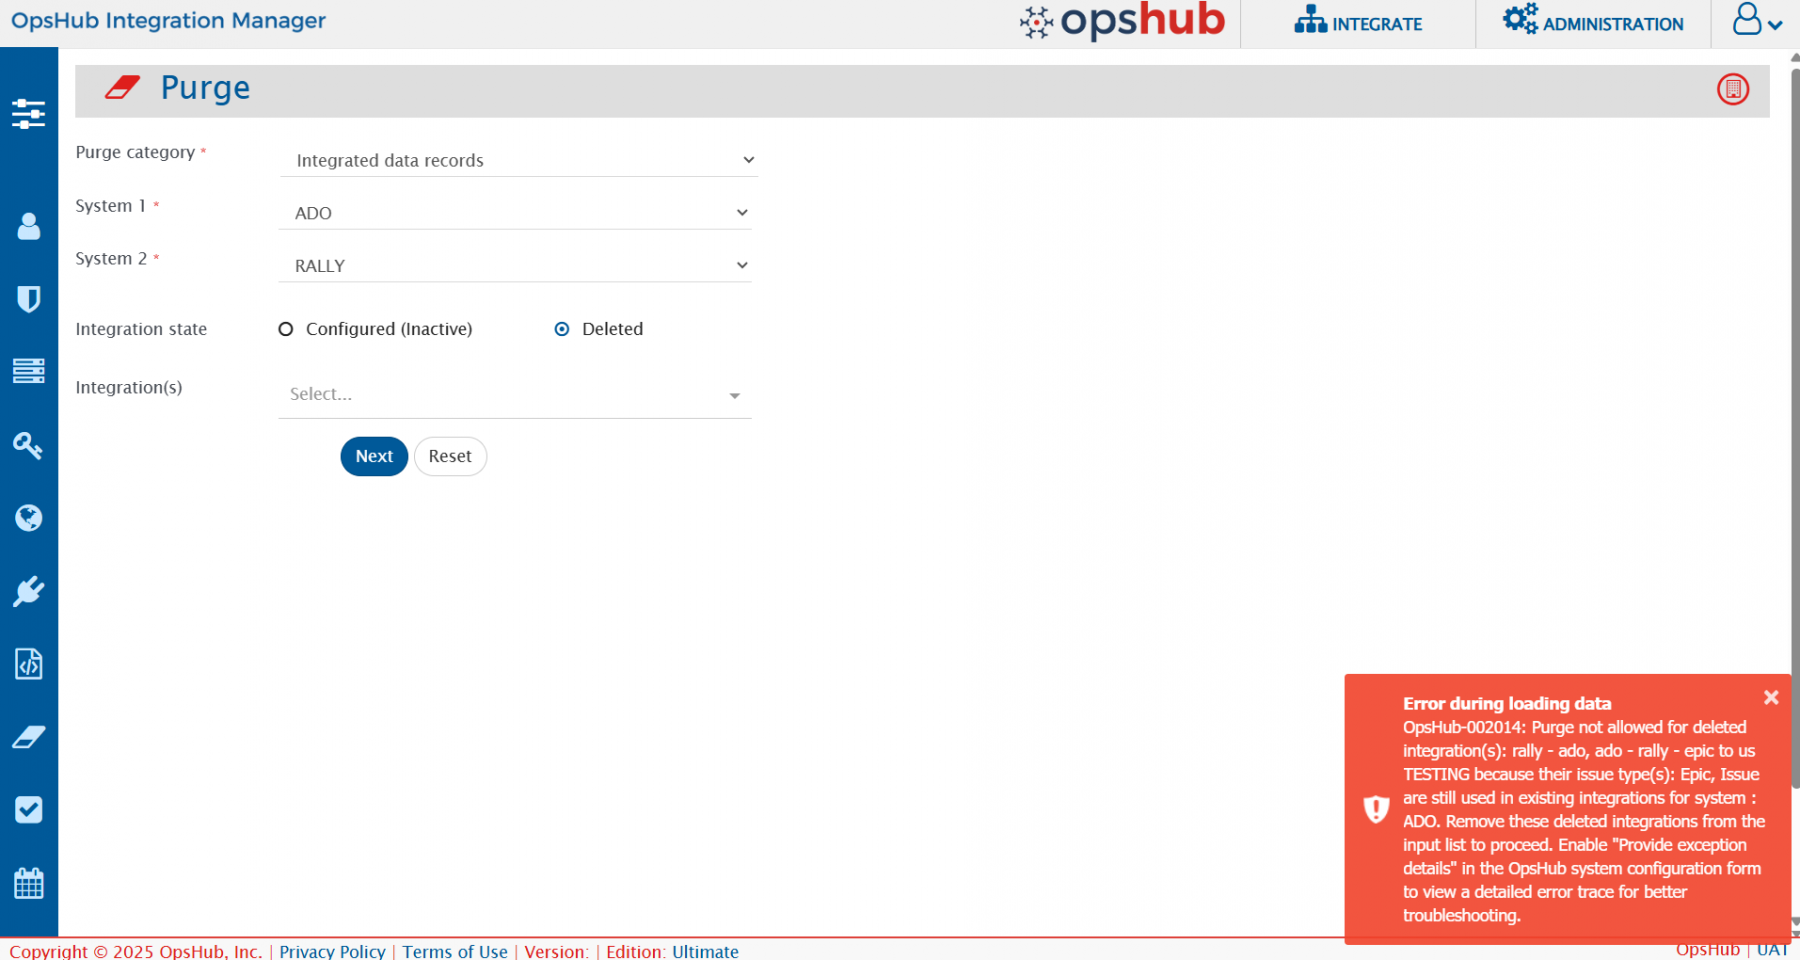 OpsHub Integration Manager
opshub
INTEGRATE
ADMINISTRATION
Purge
Purge category *
Integrated data records
System 1 *
ADO
System 2 *
RALLY
Integration state
Configured (Inactive)
Deleted
Integration(s)
Select...
Next
Reset
Error during loading data
OpsHub-002014: Purge not allowed for deleted
integration(s): rally - ado, ado - rally - epic to us
TESTING because their issue type(s): Epic, Issue
are still used in existing integrations for system :
ADO. Remove these deleted integrations from the
input list to proceed. Enable "Provide exception
details" in the OpsHub system configuration form
to view a detailed error trace for better
troubleshooting.
Copyright © 2025 OpsHub, Inc. | Privacy Policy | Terms of Use | Version: | Edition: Ultimate
OpsHub | UAT